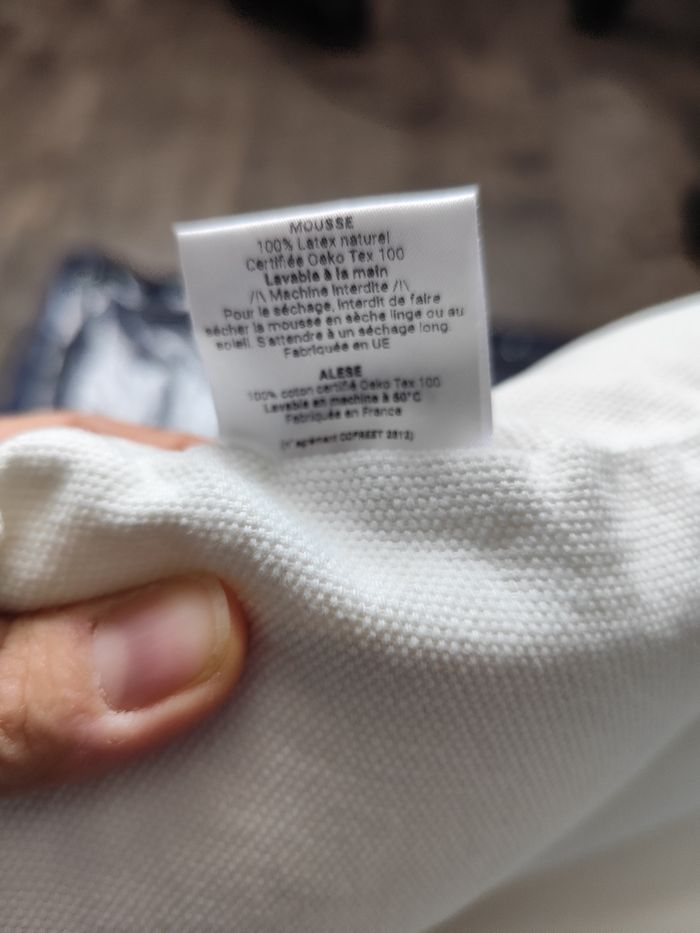 MOUSSE
100% Latex naturel
Certifiée Oeko Tex 100
Lavable à la main
/!\ Machine Interdite /!\
Pour le séchage, interdit de faire
sécher la mousse en sèche linge ou au
soleil. S'attendre à un séchage long.
Fabriquée en UE
ALESE
100% coton certifié Oeko Tex 100
Lavable en machine à 60°C
Fabriquée en France
(n° agrément 2812)